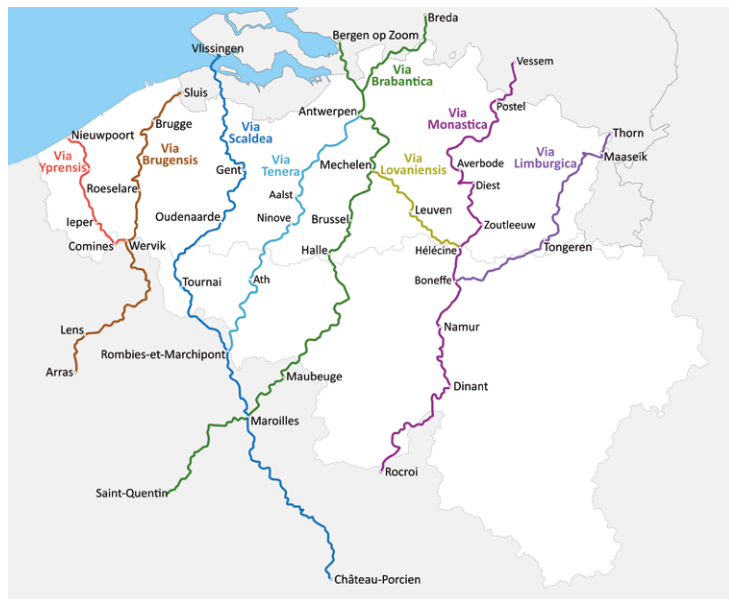 Breda
Bergen op Zoom
Vlissingen
Vessem
Via
Brabantica
Sluis
Postel
Antwerpen
Via
Monastica
Brugge
Via
Scaldea
Nieuwpoort
Thorn
Via
Yprensis
Via
Brugensis
Via
Tenera
Mechelen
Via
Lovaniensis
Averbode
Via
Limburgica
Maaseik
Gent
Roeselare
Diest
Aalst
Leuven
Oudenaarde
Ninove
Brussel
Zoutleeuw
Ieper
Comines
Wervik
Halle
Hélécine
Tongeren
Tournai
Ath
Boneffe
Lens
Namur
Rombies-et-Marchipont
Arras
Maubeuge
Dinant
Maroilles
Rocroi
Saint-Quentin
Château-Porcien